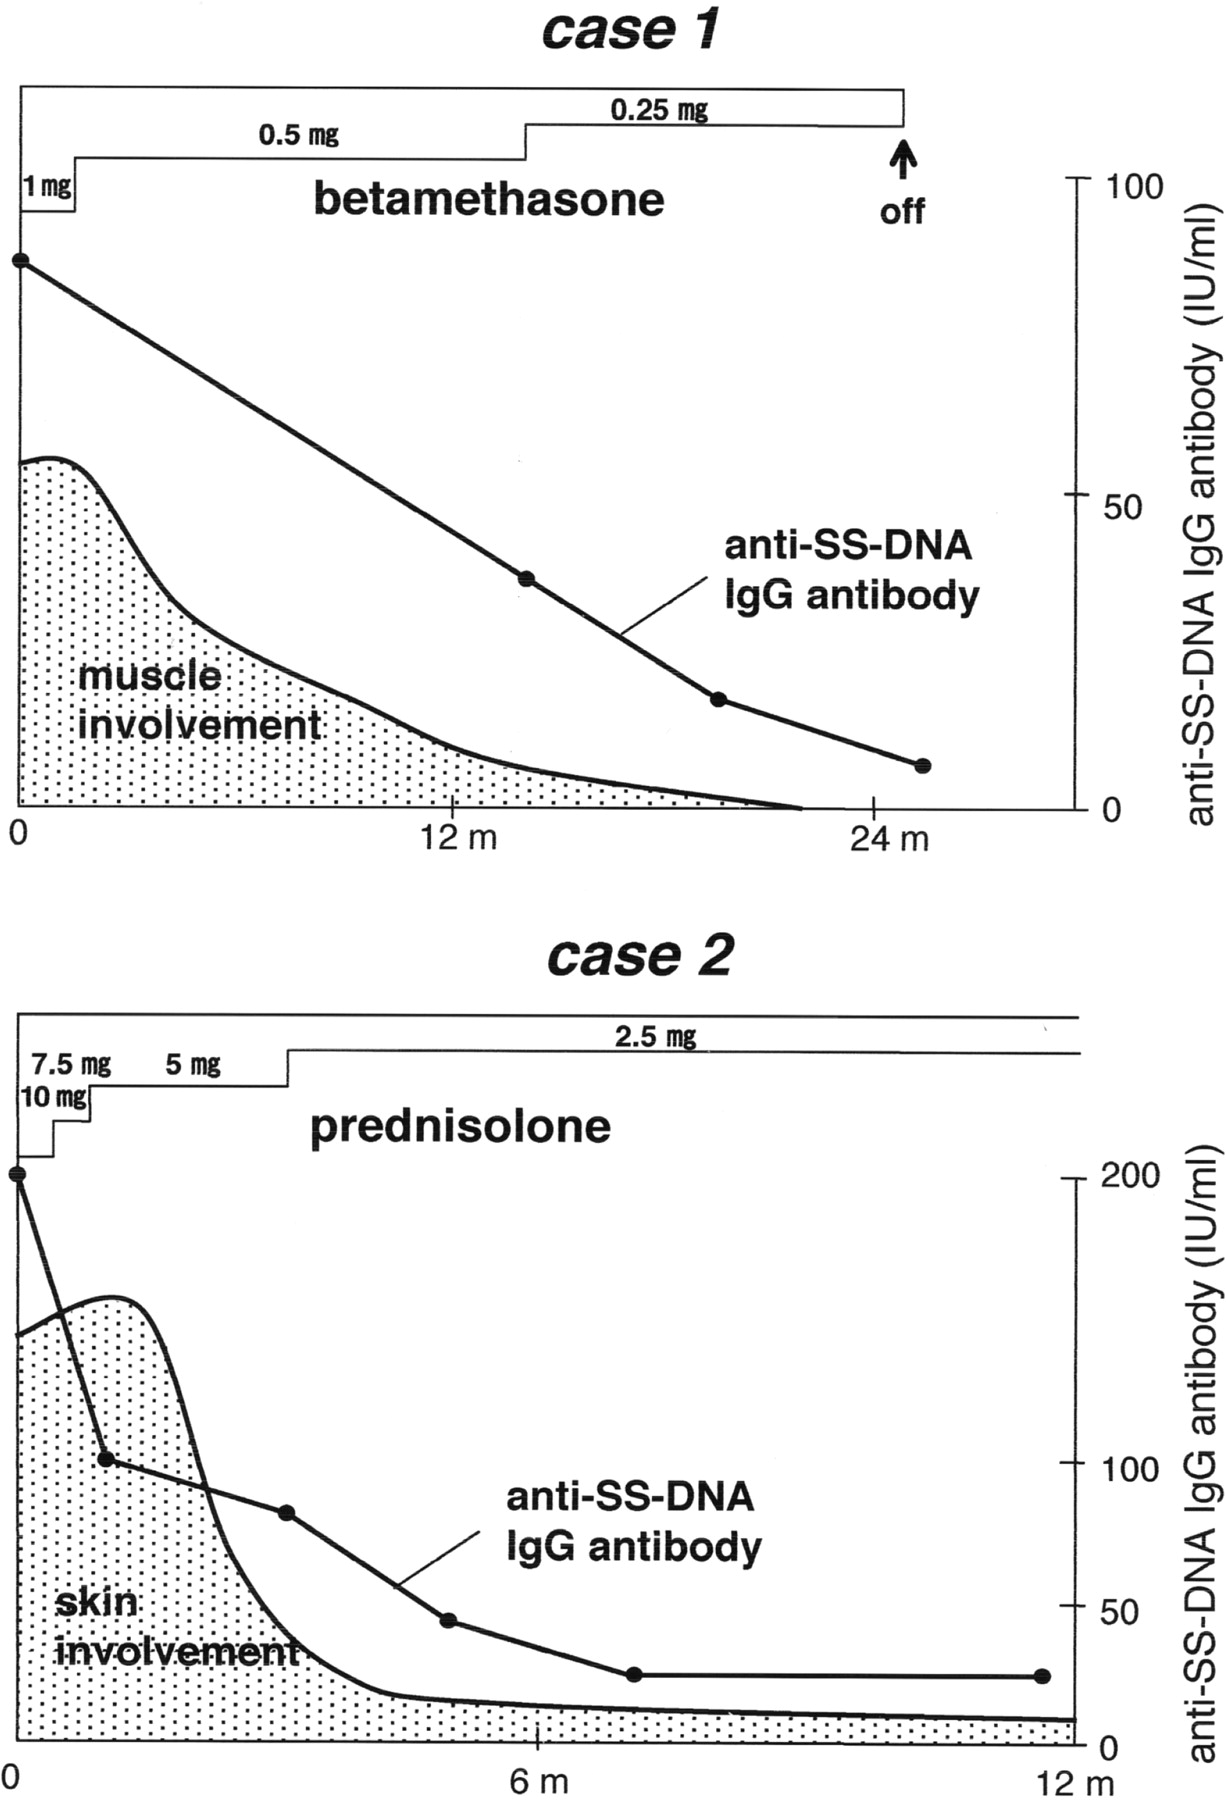 case 1
0.25 mg
0.5 mg
1 mg
betamethasone
off
100
50
0
anti-SS-DNA IgG antibody (IU/ml)
anti-SS-DNA
IgG antibody
muscle
involvement
0
12 m
24 m
case 2
2.5 mg
7.5 mg
5 mg
10 mg
prednisolone
200
100
50
0
anti-SS-DNA IgG antibody (IU/ml)
anti-SS-DNA
IgG antibody
skin
involvement
0
6 m
12 m